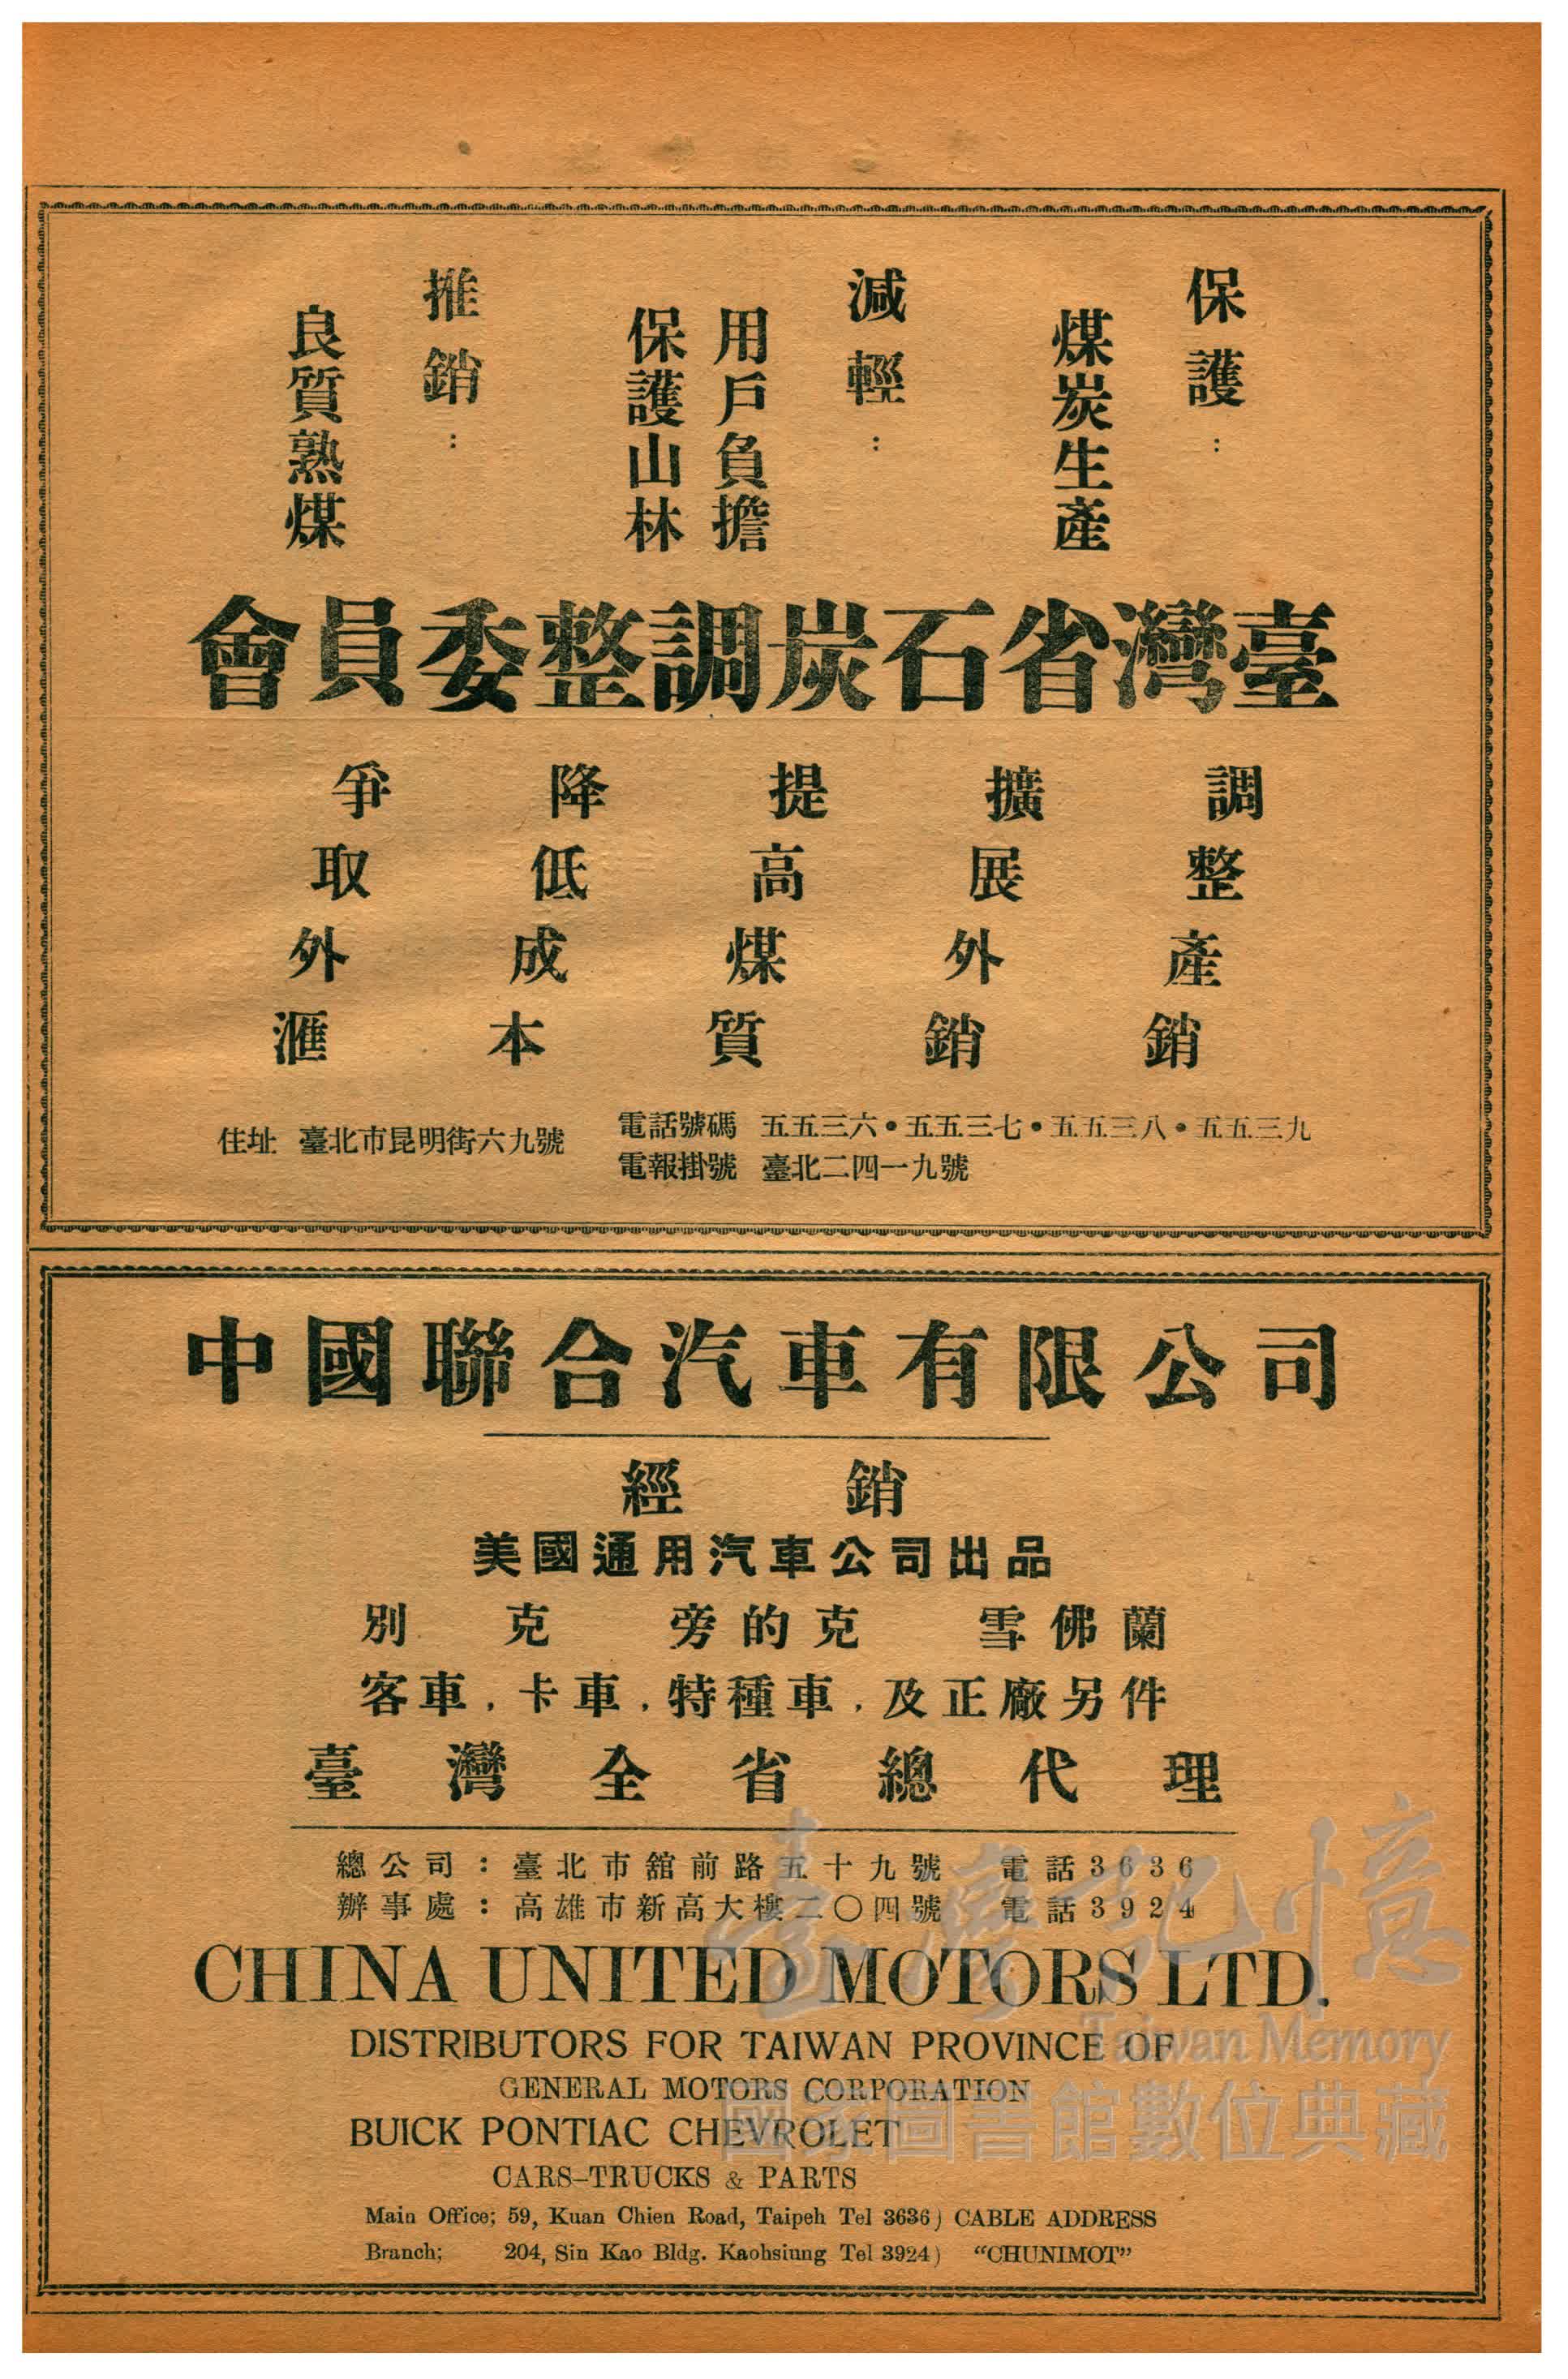 保護：
煤炭生產
減輕：
用戶負擔
保護山林
推銷：
良質熟煤
臺灣省石炭調整委員會
調整產銷
擴展外銷
提高煤質
降低成本
爭取外滙
電話號碼 五五三六•五五三七•五五三八•五五三九
電報掛號 臺北二四一九號
住址 臺北市昆明街六九號
中國聯合汽車有限公司
經銷
美國通用汽車公司出品
別克 旁的克 雪佛蘭
客車，卡車，特種車，及正廠另件
臺灣全省總代理
總公司：臺北市舘前路五十九號 電話3636
辦事處：高雄市新高大樓二〇四號 電話3924
CHINA UNITED MOTORS LTD.
DISTRIBUTORS FOR TAIWAN PROVINCE OF
GENERAL MOTORS CORPORATION
BUICK PONTIAC CHEVROLET
CARS-TRUCKS & PARTS
Main Office; 59, Kuan Chien Road, Taipeh Tel 3636) CABLE ADDRESS
Branch; 204, Sin Kao Bldg. Kaohsiung Tel 3924) "CHUNIMOT"
臺灣記憶
Taiwan Memory
國家圖書館數位典藏